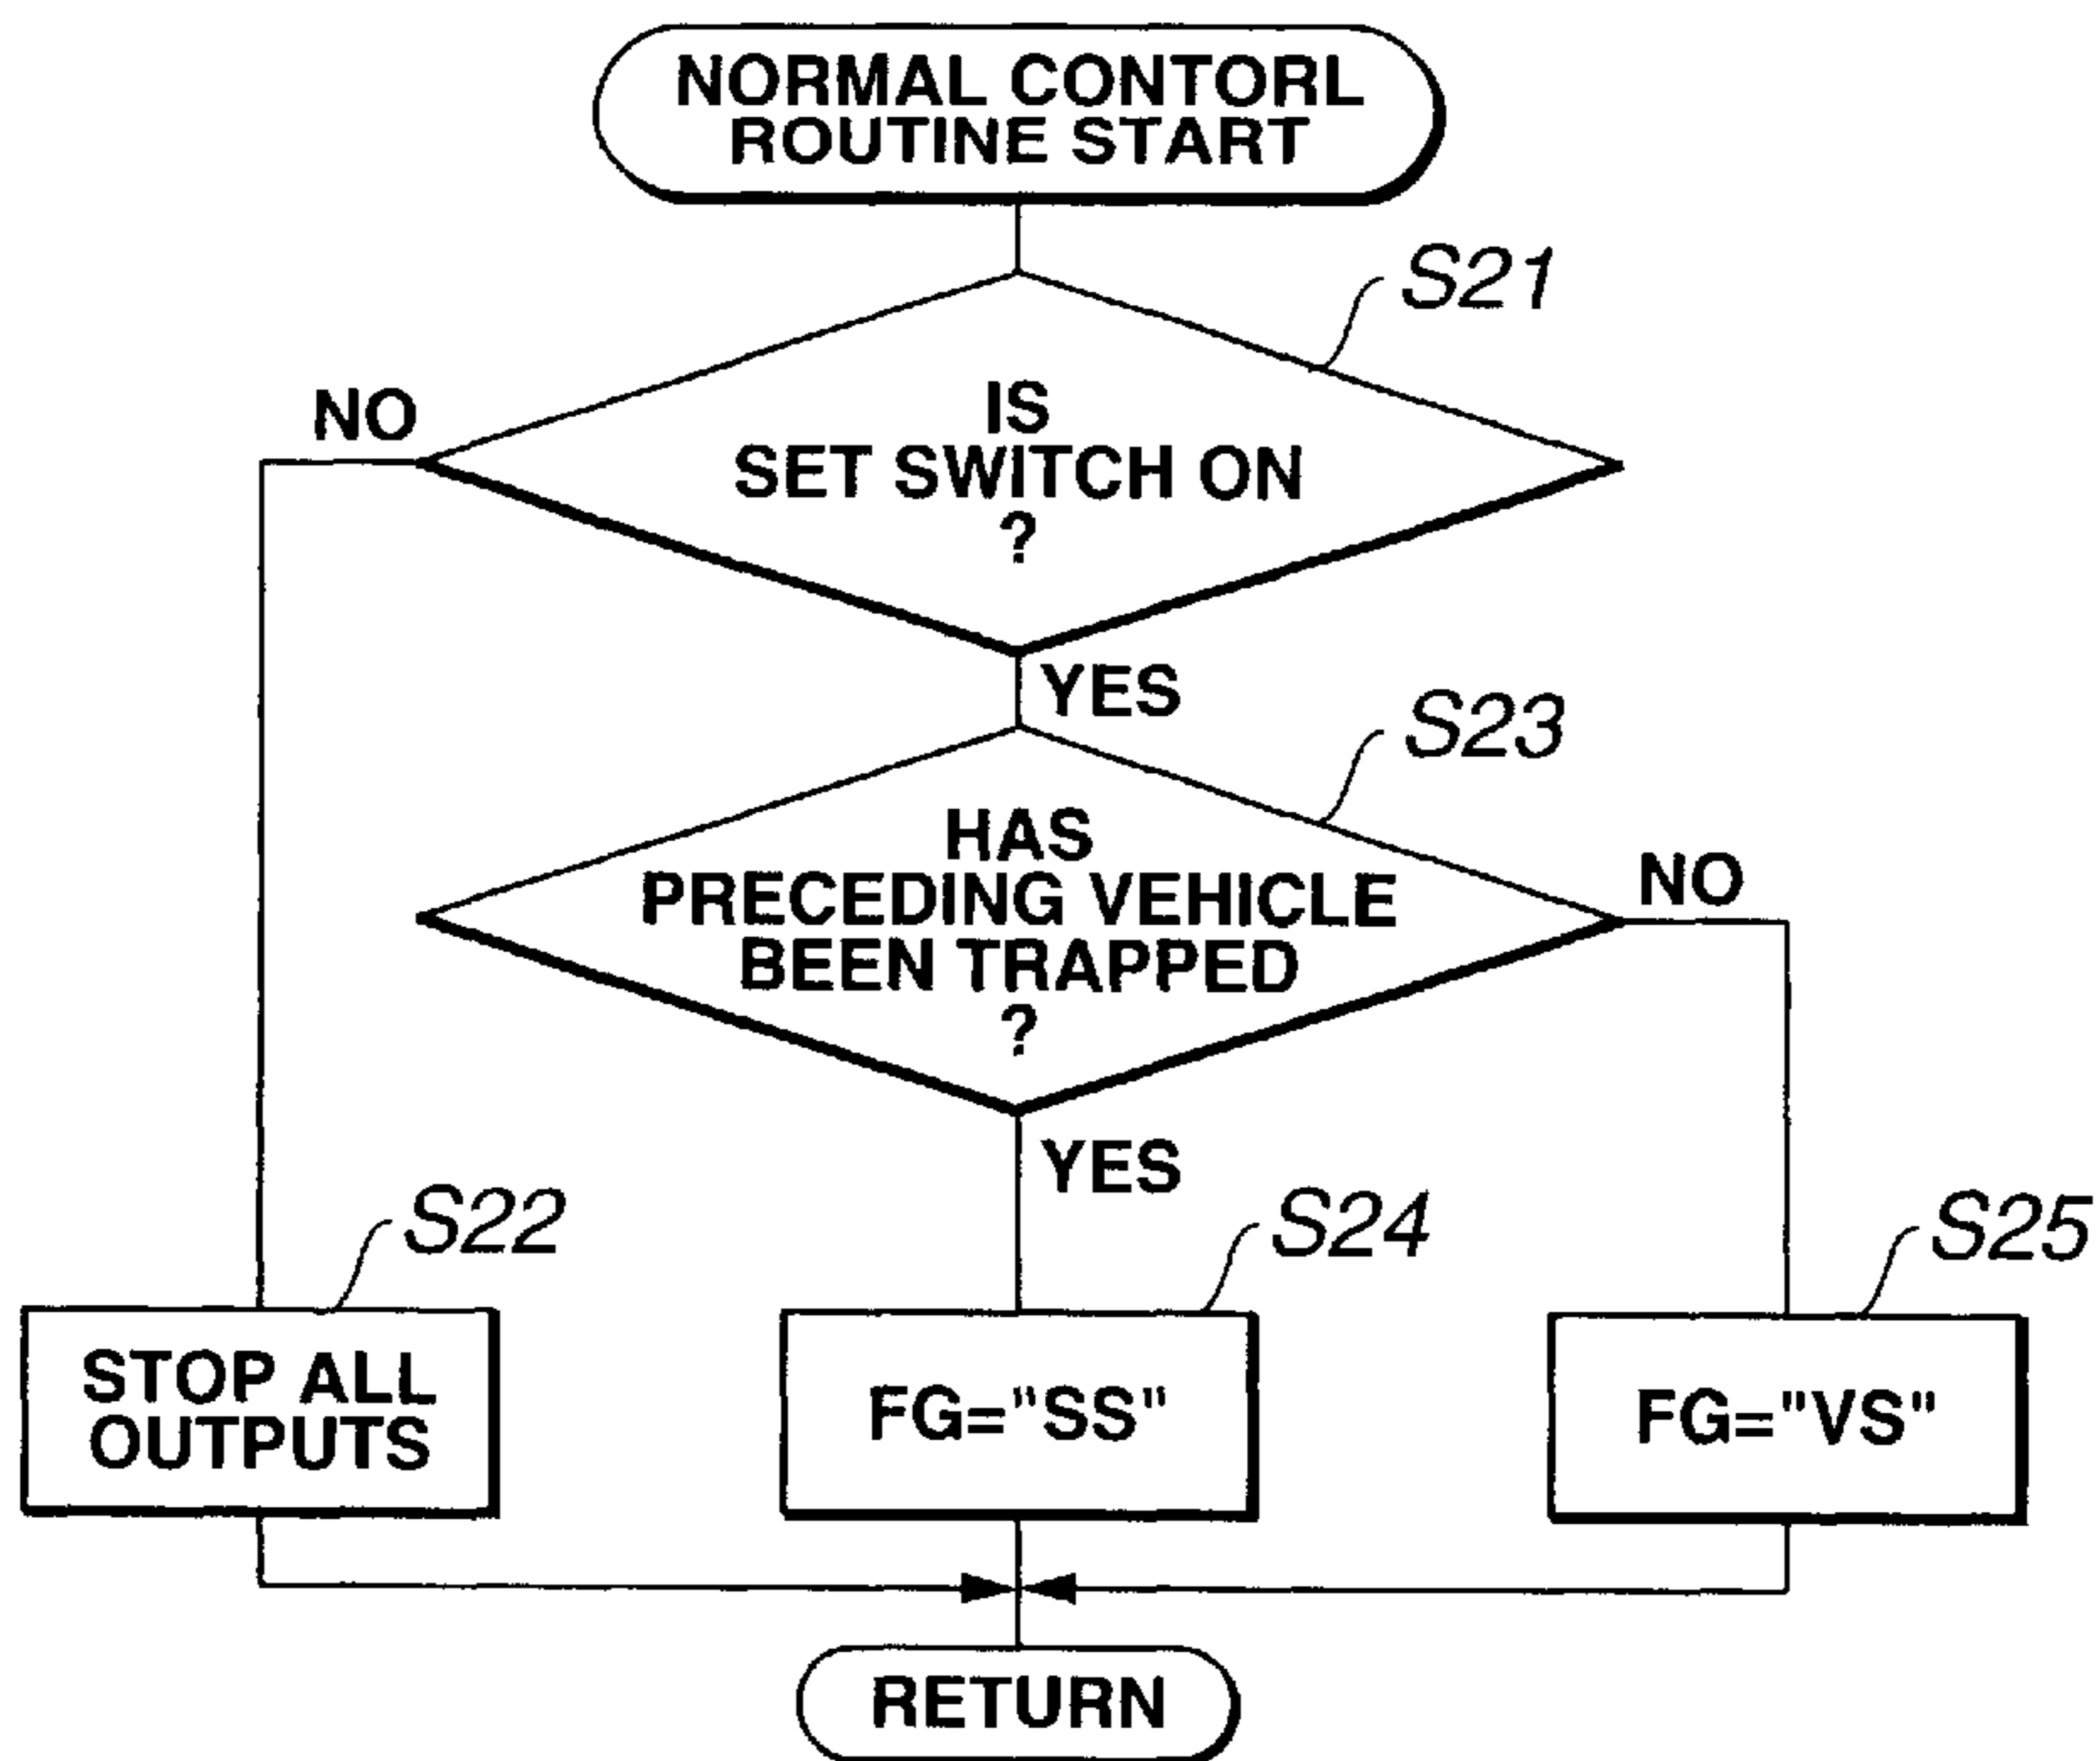 NORMAL CONTORL
ROUTINE START
S21
NO
IS
SET SWITCH ON
?
YES
S23
HAS
PRECEDING VEHICLE
BEEN TRAPPED
?
NO
YES
S22
S24
S25
STOP ALL
OUTPUTS
FG="SS"
FG="VS"
RETURN